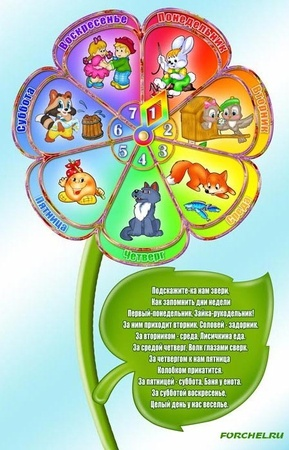 Понедельник
Вторник
Среда
Четверг
Пятница
Суббота
Воскресенье
1
2
3
4
5
6
7
Подскажите-ка нам звери,
Как запомнить дни недели
Первый-понедельник, Зайка-рукодельник!
За ним приходит вторник, Соловей - задорник.
За вторником - среда, Лисичкина еда.
За средой четверг, Волк глазами сверк.
За четвергом к нам пятница
Колобком прикатится.
За пятницей - суббота, Баня у енота.
За субботой воскресенье,
Целый день у нас веселье.
FORCHEL.RU